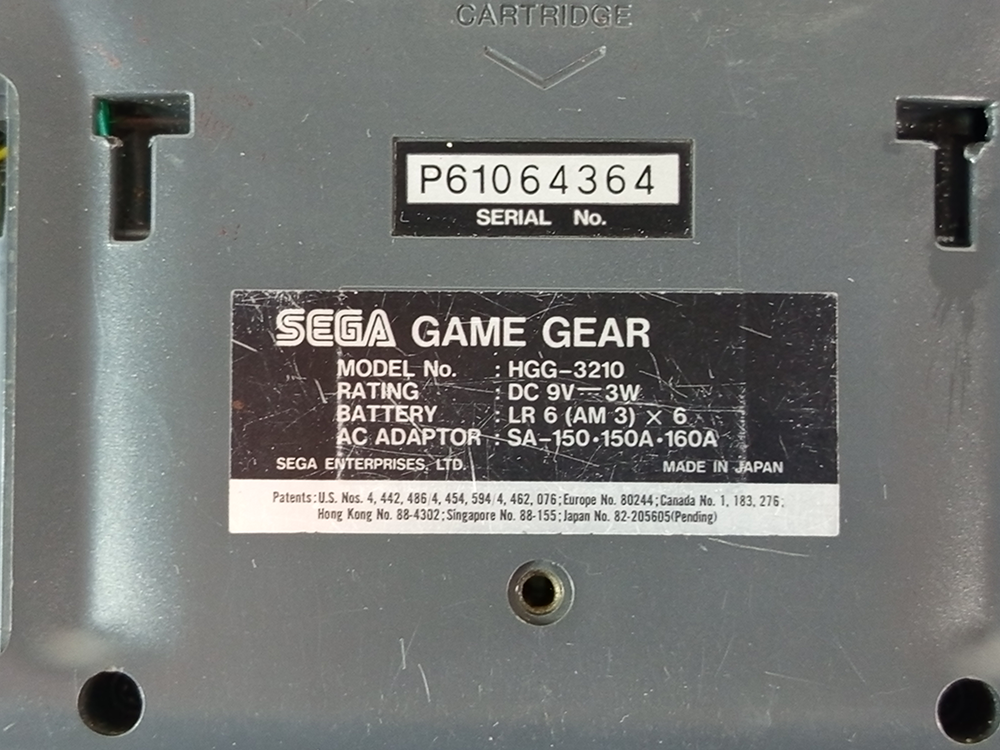 CARTRIDGE
P61064364
SERIAL No.
SEGA GAME GEAR
MODEL No. : HGG-3210
RATING : DC 9V⎓3W
BATTERY : LR 6 (AM 3) × 6
AC ADAPTOR : SA-150・150A・160A
SEGA ENTERPRISES, LTD. MADE IN JAPAN
Patents: U.S. Nos. 4, 442, 486/4, 454, 594/4, 462, 076; Europe No. 80244; Canada No. 1, 183, 276;
Hong Kong No. 88-4302; Singapore No. 88-155; Japan No. 82-205605(Pending)